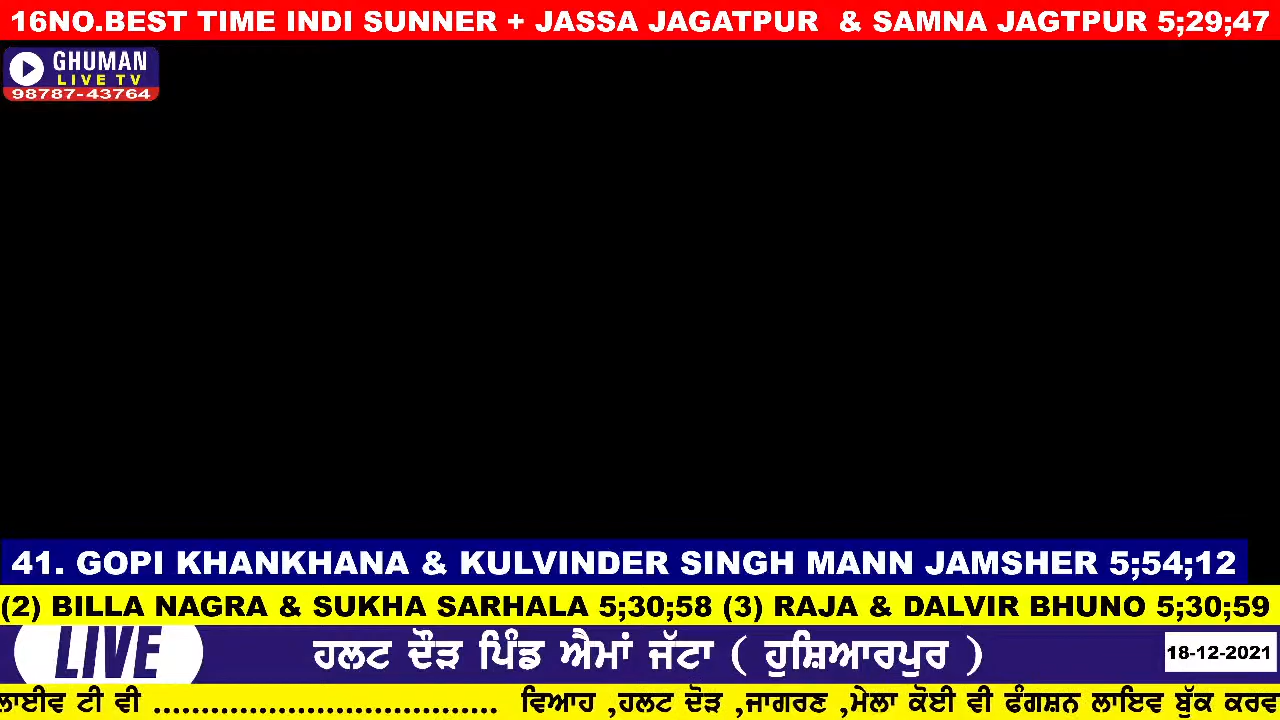 16NO.BEST TIME INDI SUNNER + JASSA JAGATPUR & SAMNA JAGTPUR 5;29;47
GHUMAN
LIVE TV
98787-43764
41. GOPI KHANKHANA & KULVINDER SINGH MANN JAMSHER 5;54;12
(2) BILLA NAGRA & SUKHA SARHALA 5;30;58 (3) RAJA & DALVIR BHUNO 5;30;59
LIVE ਹਲਟ ਦੌੜ ਪਿੰਡ ਐਮਾਂ ਜੱਟਾ ( ਹੁਸ਼ਿਆਰਪੁਰ ) 18-12-2021
ਲਾਈਵ ਟੀ ਵੀ .................................... ਵਿਆਹ ,ਹਲਟ ਦੋੜ ,ਜਾਗਰਣ ,ਮੇਲਾ ਕੋਈ ਵੀ ਫੰਗਸ਼ਨ ਲਾਇਵ ਬੁੱਕ ਕਰਵ